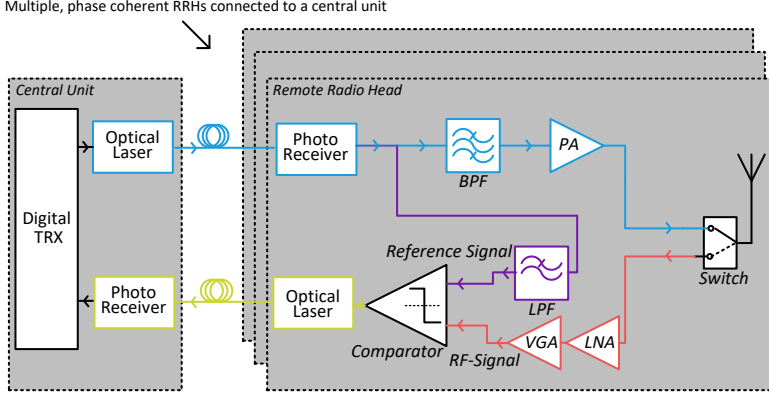 Multiple, phase coherent RRHs connected to a central unit
Central Unit
Remote Radio Head
Optical
Laser
Photo
Receiver
BPF
PA
Digital
TRX
Reference Signal
LPF
Switch
Photo
Receiver
Optical
Laser
Comparator
RF-Signal
VGA
LNA